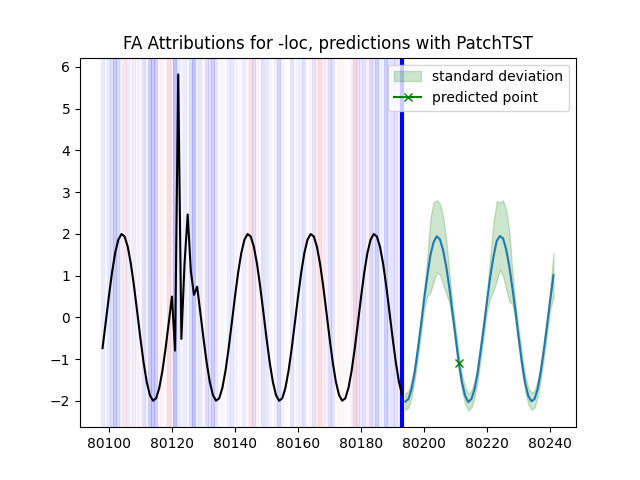 FA Attributions for -loc, predictions with PatchTST
standard deviation
predicted point
6
5
4
3
2
1
0
−1
−2
80100 80120 80140 80160 80180 80200 80220 80240